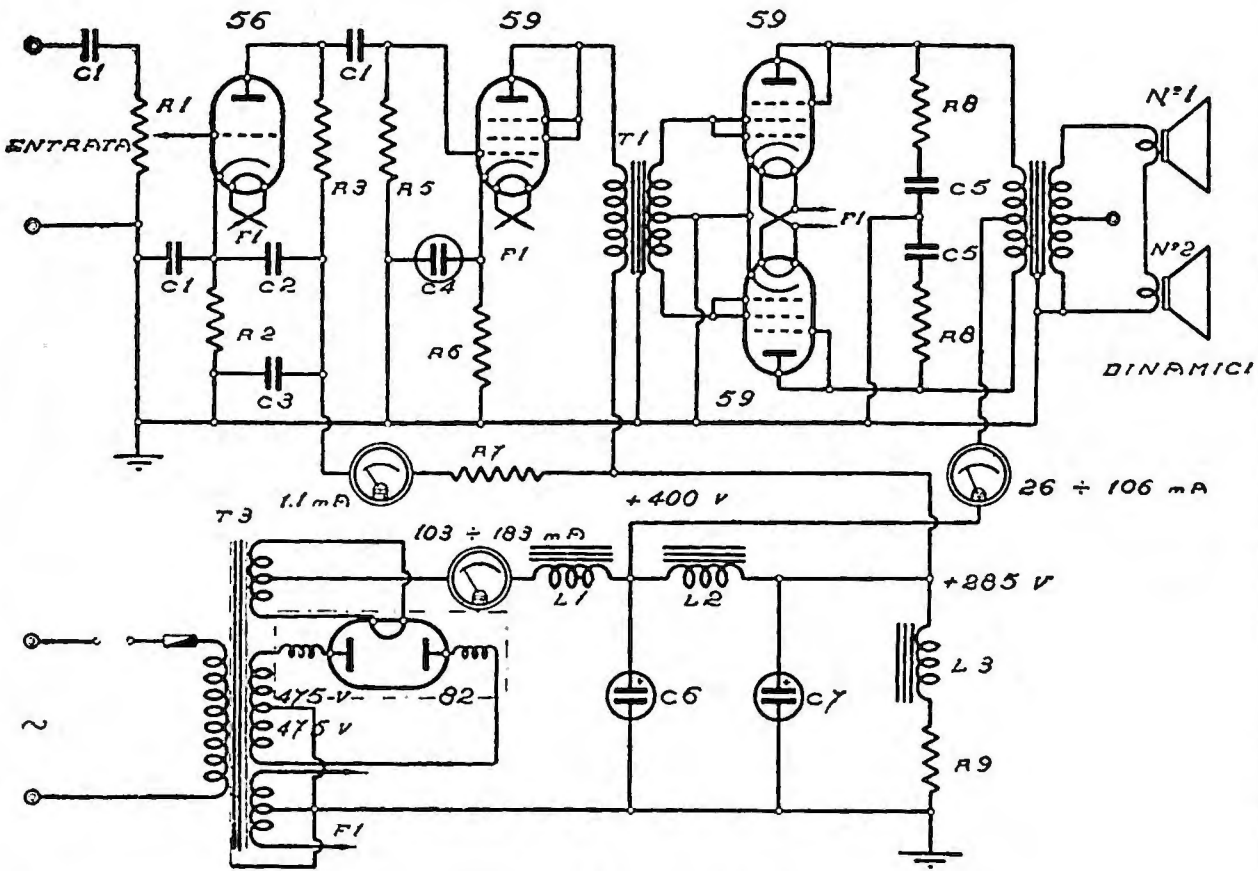 56
59
59
C1
C1
R1
ENTRATA
R3
R5
T1
R8
C5
C5
R8
N°1
N°2
DINAMICI
F1
F1
F1
C1
C2
C4
R2
R6
C3
59
R7
1.1 mA
+400 V
26 ÷ 106 mA
T3
103 ÷ 183 mA
L1
L2
+285 V
L3
475 V
82
475 V
C6
C7
~
R9
F1